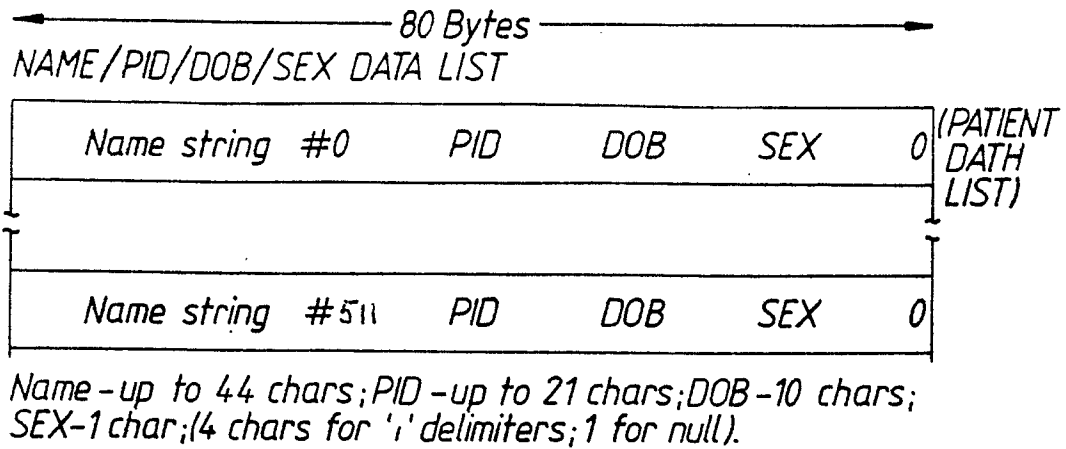 80 Bytes
NAME/PID/DOB/SEX DATA LIST
Name string #0 PID DOB SEX 0
(PATIENT
DATH
LIST)
Name string #511 PID DOB SEX 0
Name-up to 44 chars; PID-up to 21 chars; DOB-10 chars;
SEX-1 char; (4 chars for ';' delimiters; 1 for null).